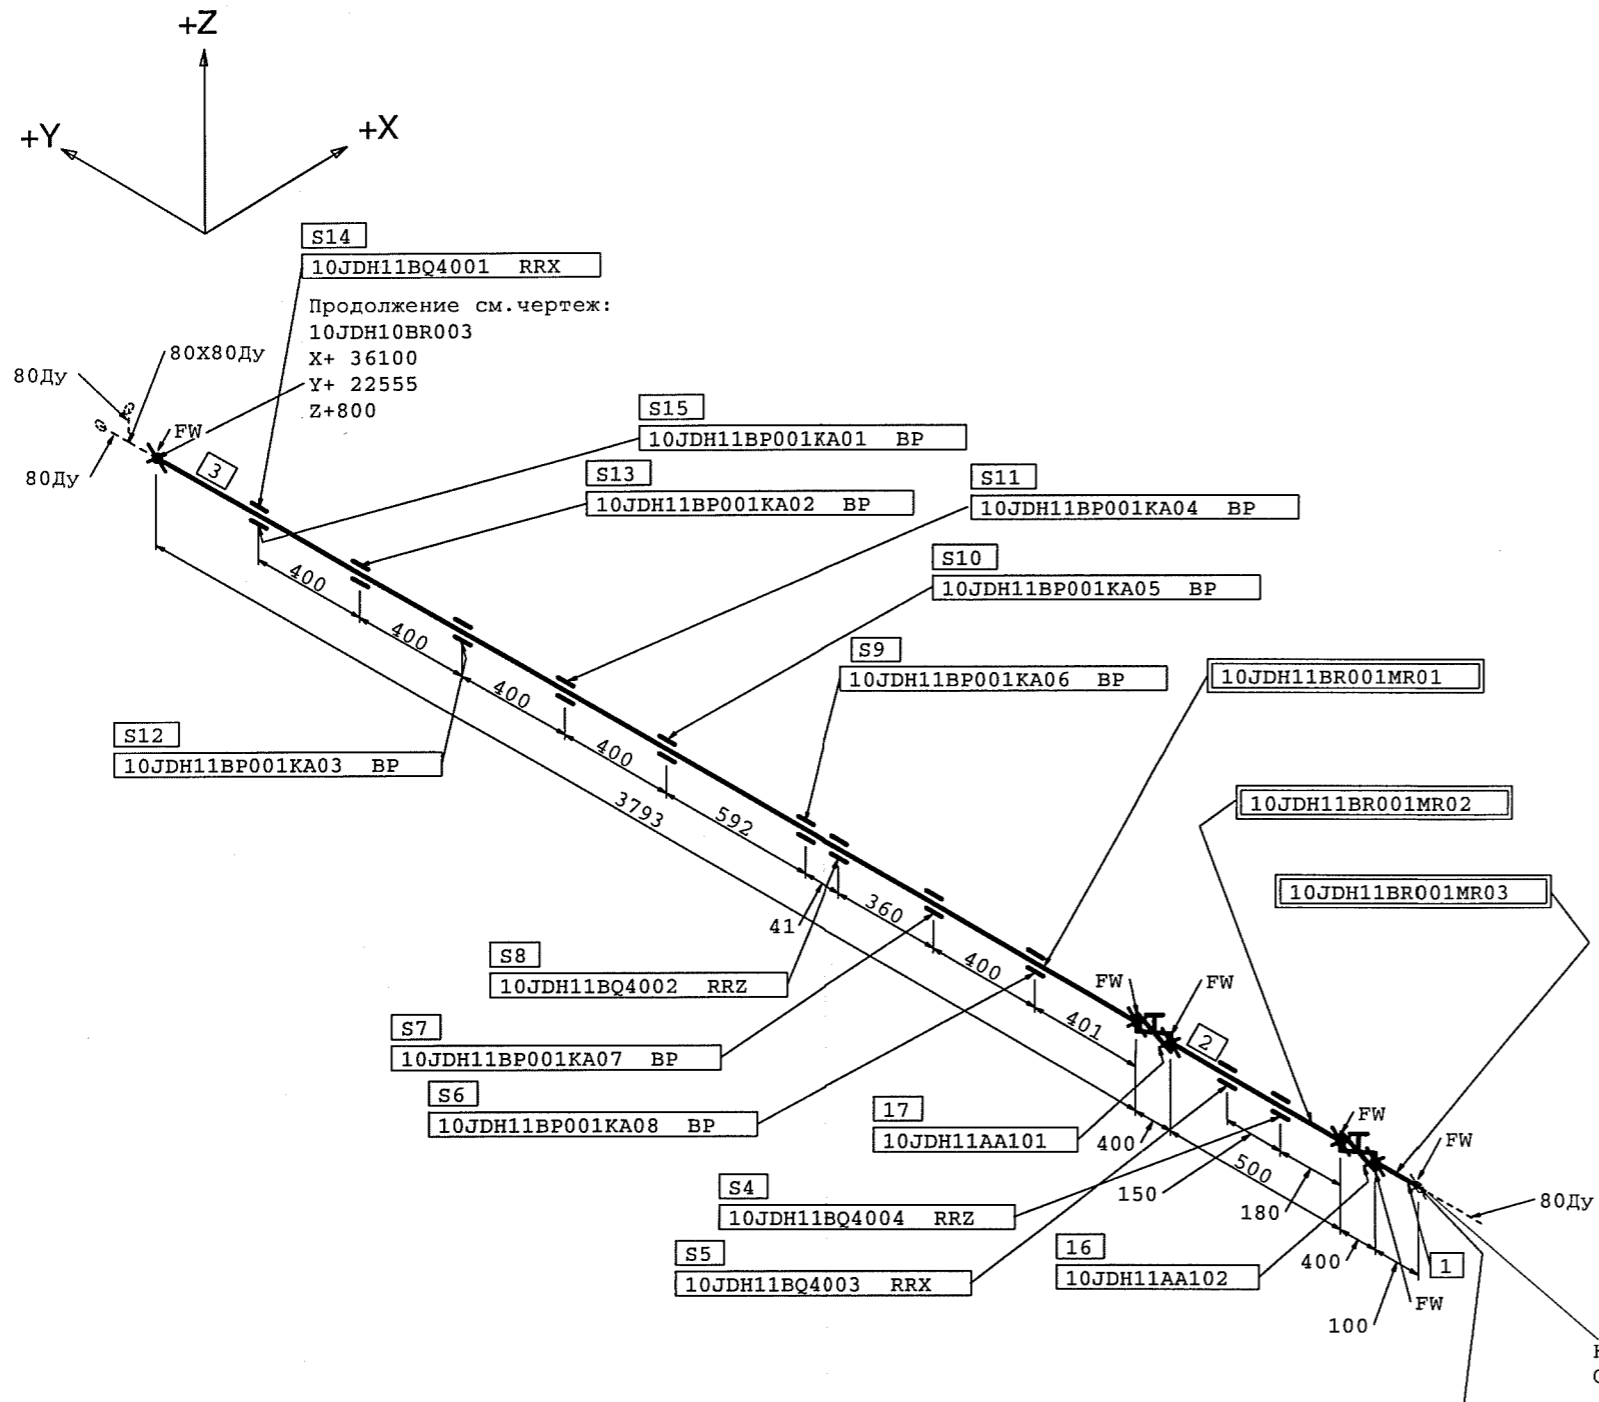 +Z
+Y
+X
S14
10JDH11BQ4001 RRX
Продолжение см.чертеж:
10JDH10BR003
X+ 36100
Y+ 22555
Z+800
80X80Ду
80Ду
FW
80Ду
3
S15
10JDH11BP001KA01 BP
S13
10JDH11BP001KA02 BP
S11
10JDH11BP001KA04 BP
S10
10JDH11BP001KA05 BP
S9
10JDH11BP001KA06 BP
10JDH11BR001MR01
10JDH11BR001MR02
10JDH11BR001MR03
400
400
400
400
592
3793
S12
10JDH11BP001KA03 BP
41
360
400
401
S8
10JDH11BQ4002 RRZ
S7
10JDH11BP001KA07 BP
S6
10JDH11BP001KA08 BP
FW
FW
2
17
10JDH11AA101
400
500
150
180
S4
10JDH11BQ4004 RRZ
S5
10JDH11BQ4003 RRX
FW
FW
80Ду
16
10JDH11AA102
400
1
FW
100